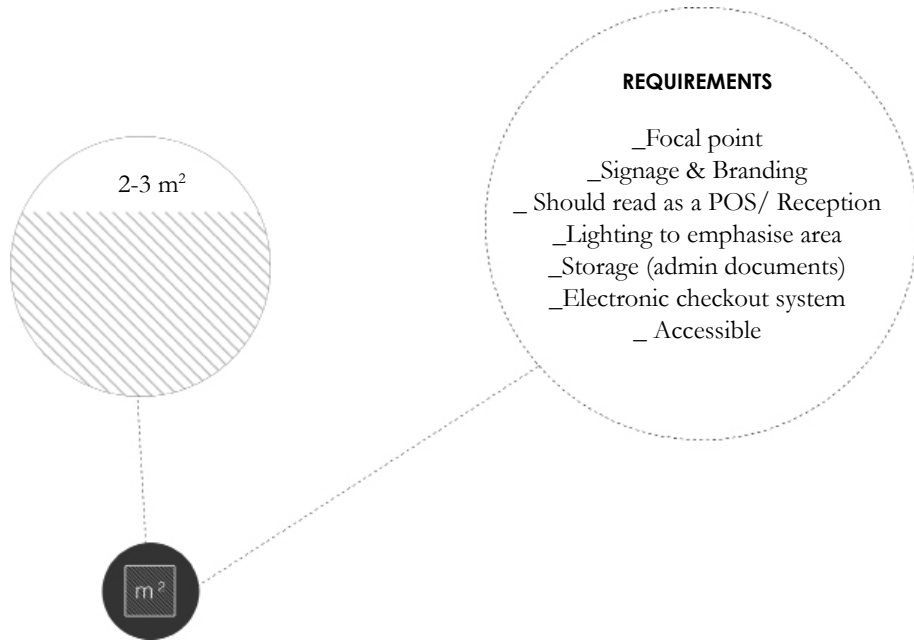 REQUIREMENTS
_Focal point
_Signage & Branding
_ Should read as a POS/ Reception
_Lighting to emphasise area
_Storage (admin documents)
_Electronic checkout system
_ Accessible
2-3 m²
m²